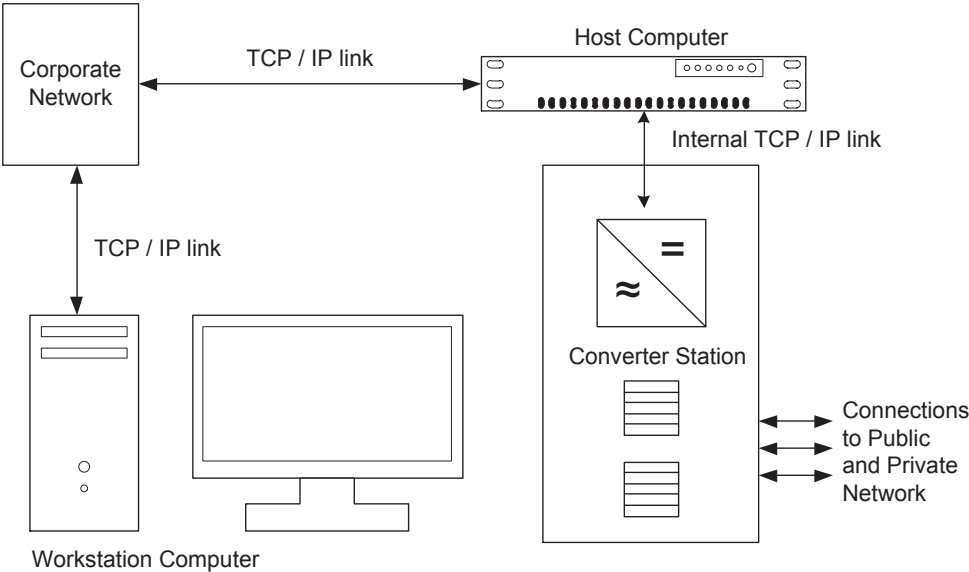 Corporate
Network
TCP / IP link
Host Computer
Internal TCP / IP link
TCP / IP link
=
≈
Converter Station
Connections
to Public
and Private
Network
Workstation Computer